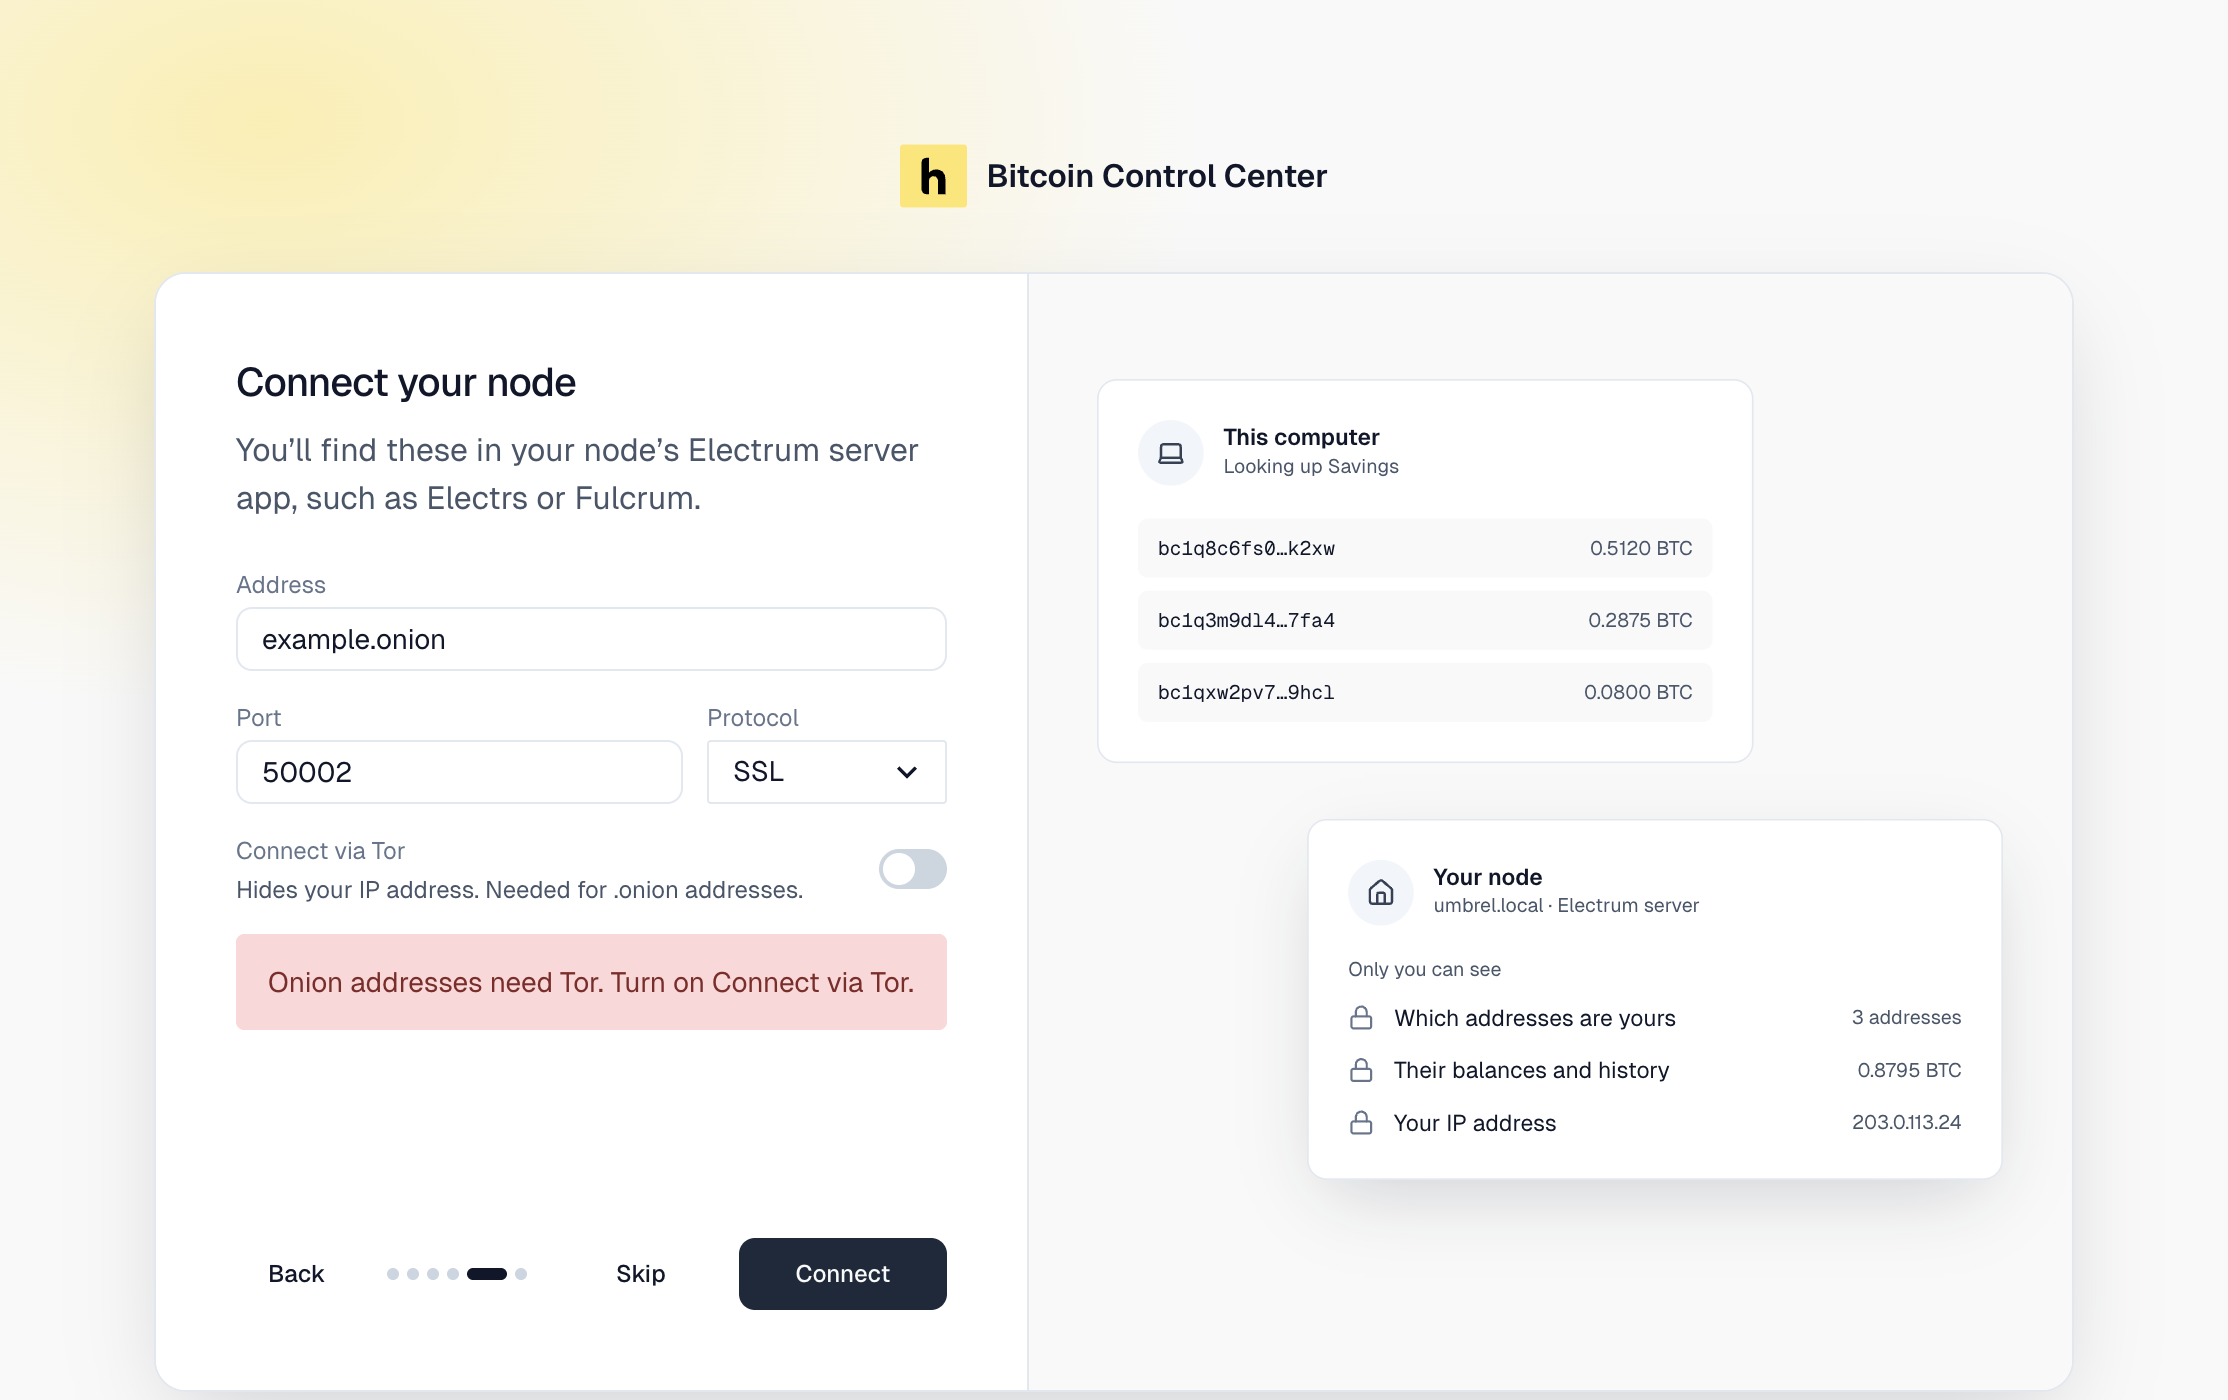 h Bitcoin Control Center
Connect your node
You’ll find these in your node’s Electrum server
app, such as Electrs or Fulcrum.
Address
example.onion
Port
Protocol
50002
SSL
Connect via Tor
Hides your IP address. Needed for .onion addresses.
Onion addresses need Tor. Turn on Connect via Tor.
Back
Skip
Connect
This computer
Looking up Savings
bc1q8c6fs0…k2xw 0.5120 BTC
bc1q3m9dl4…7fa4 0.2875 BTC
bc1qxw2pv7…9hcl 0.0800 BTC
Your node
umbrel.local · Electrum server
Only you can see
Which addresses are yours 3 addresses
Their balances and history 0.8795 BTC
Your IP address 203.0.113.24